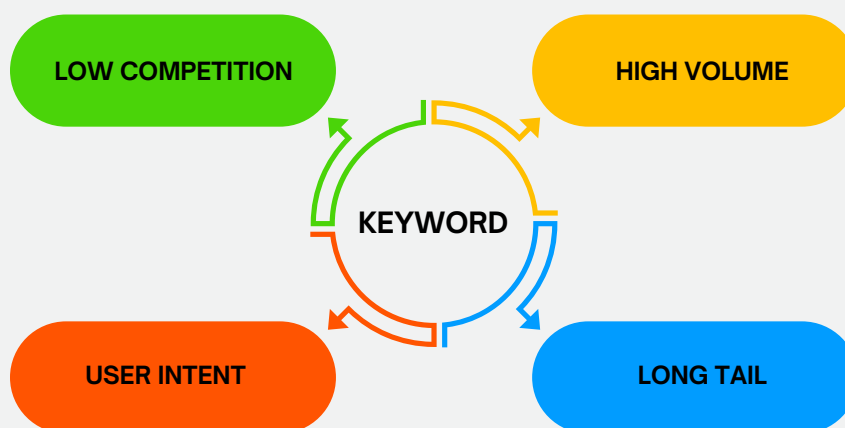 LOW COMPETITION
HIGH VOLUME
KEYWORD
USER INTENT
LONG TAIL